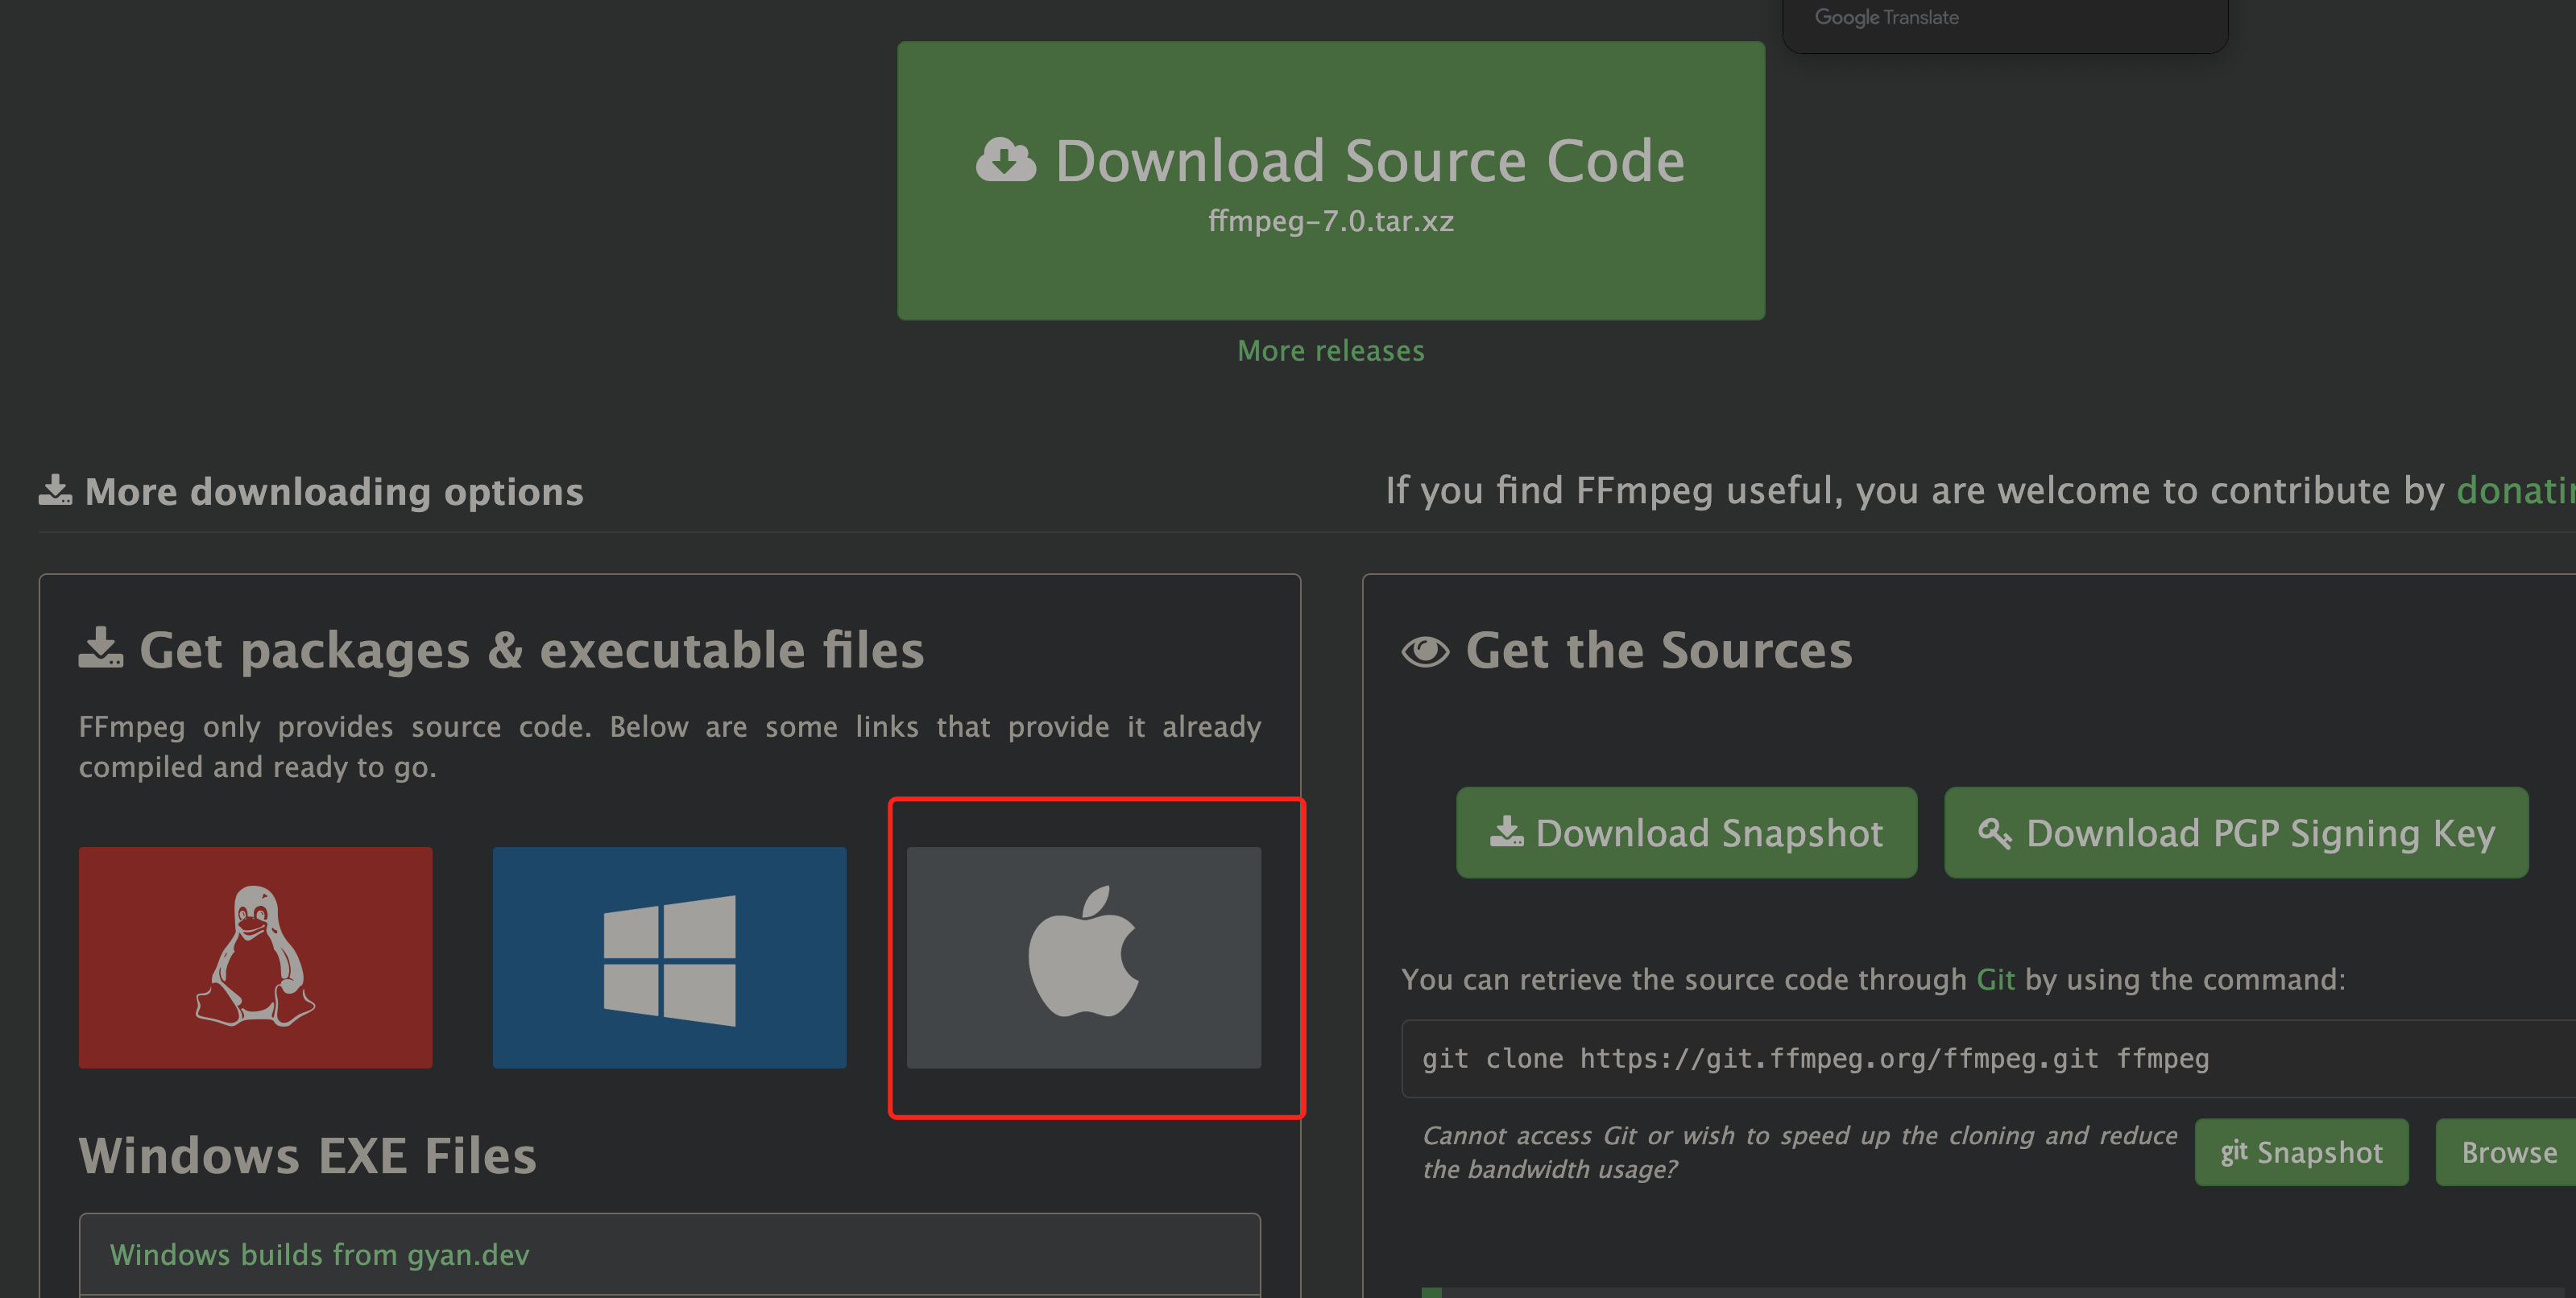 Google Translate
Download Source Code
ffmpeg-7.0.tar.xz
More releases
More downloading options
If you find FFmpeg useful, you are welcome to contribute by
Get packages & executable files
FFmpeg only provides source code. Below are some links that provide it already
compiled and ready to go.
Windows EXE Files
Windows builds from gyan.dev
Get the Sources
Download Snapshot
Download PGP Signing Key
You can retrieve the source code through Git by using the command:
git clone https://git.ffmpeg.org/ffmpeg.git ffmpeg
Cannot access Git or wish to speed up the cloning and reduce
the bandwidth usage?
git Snapshot
Browse